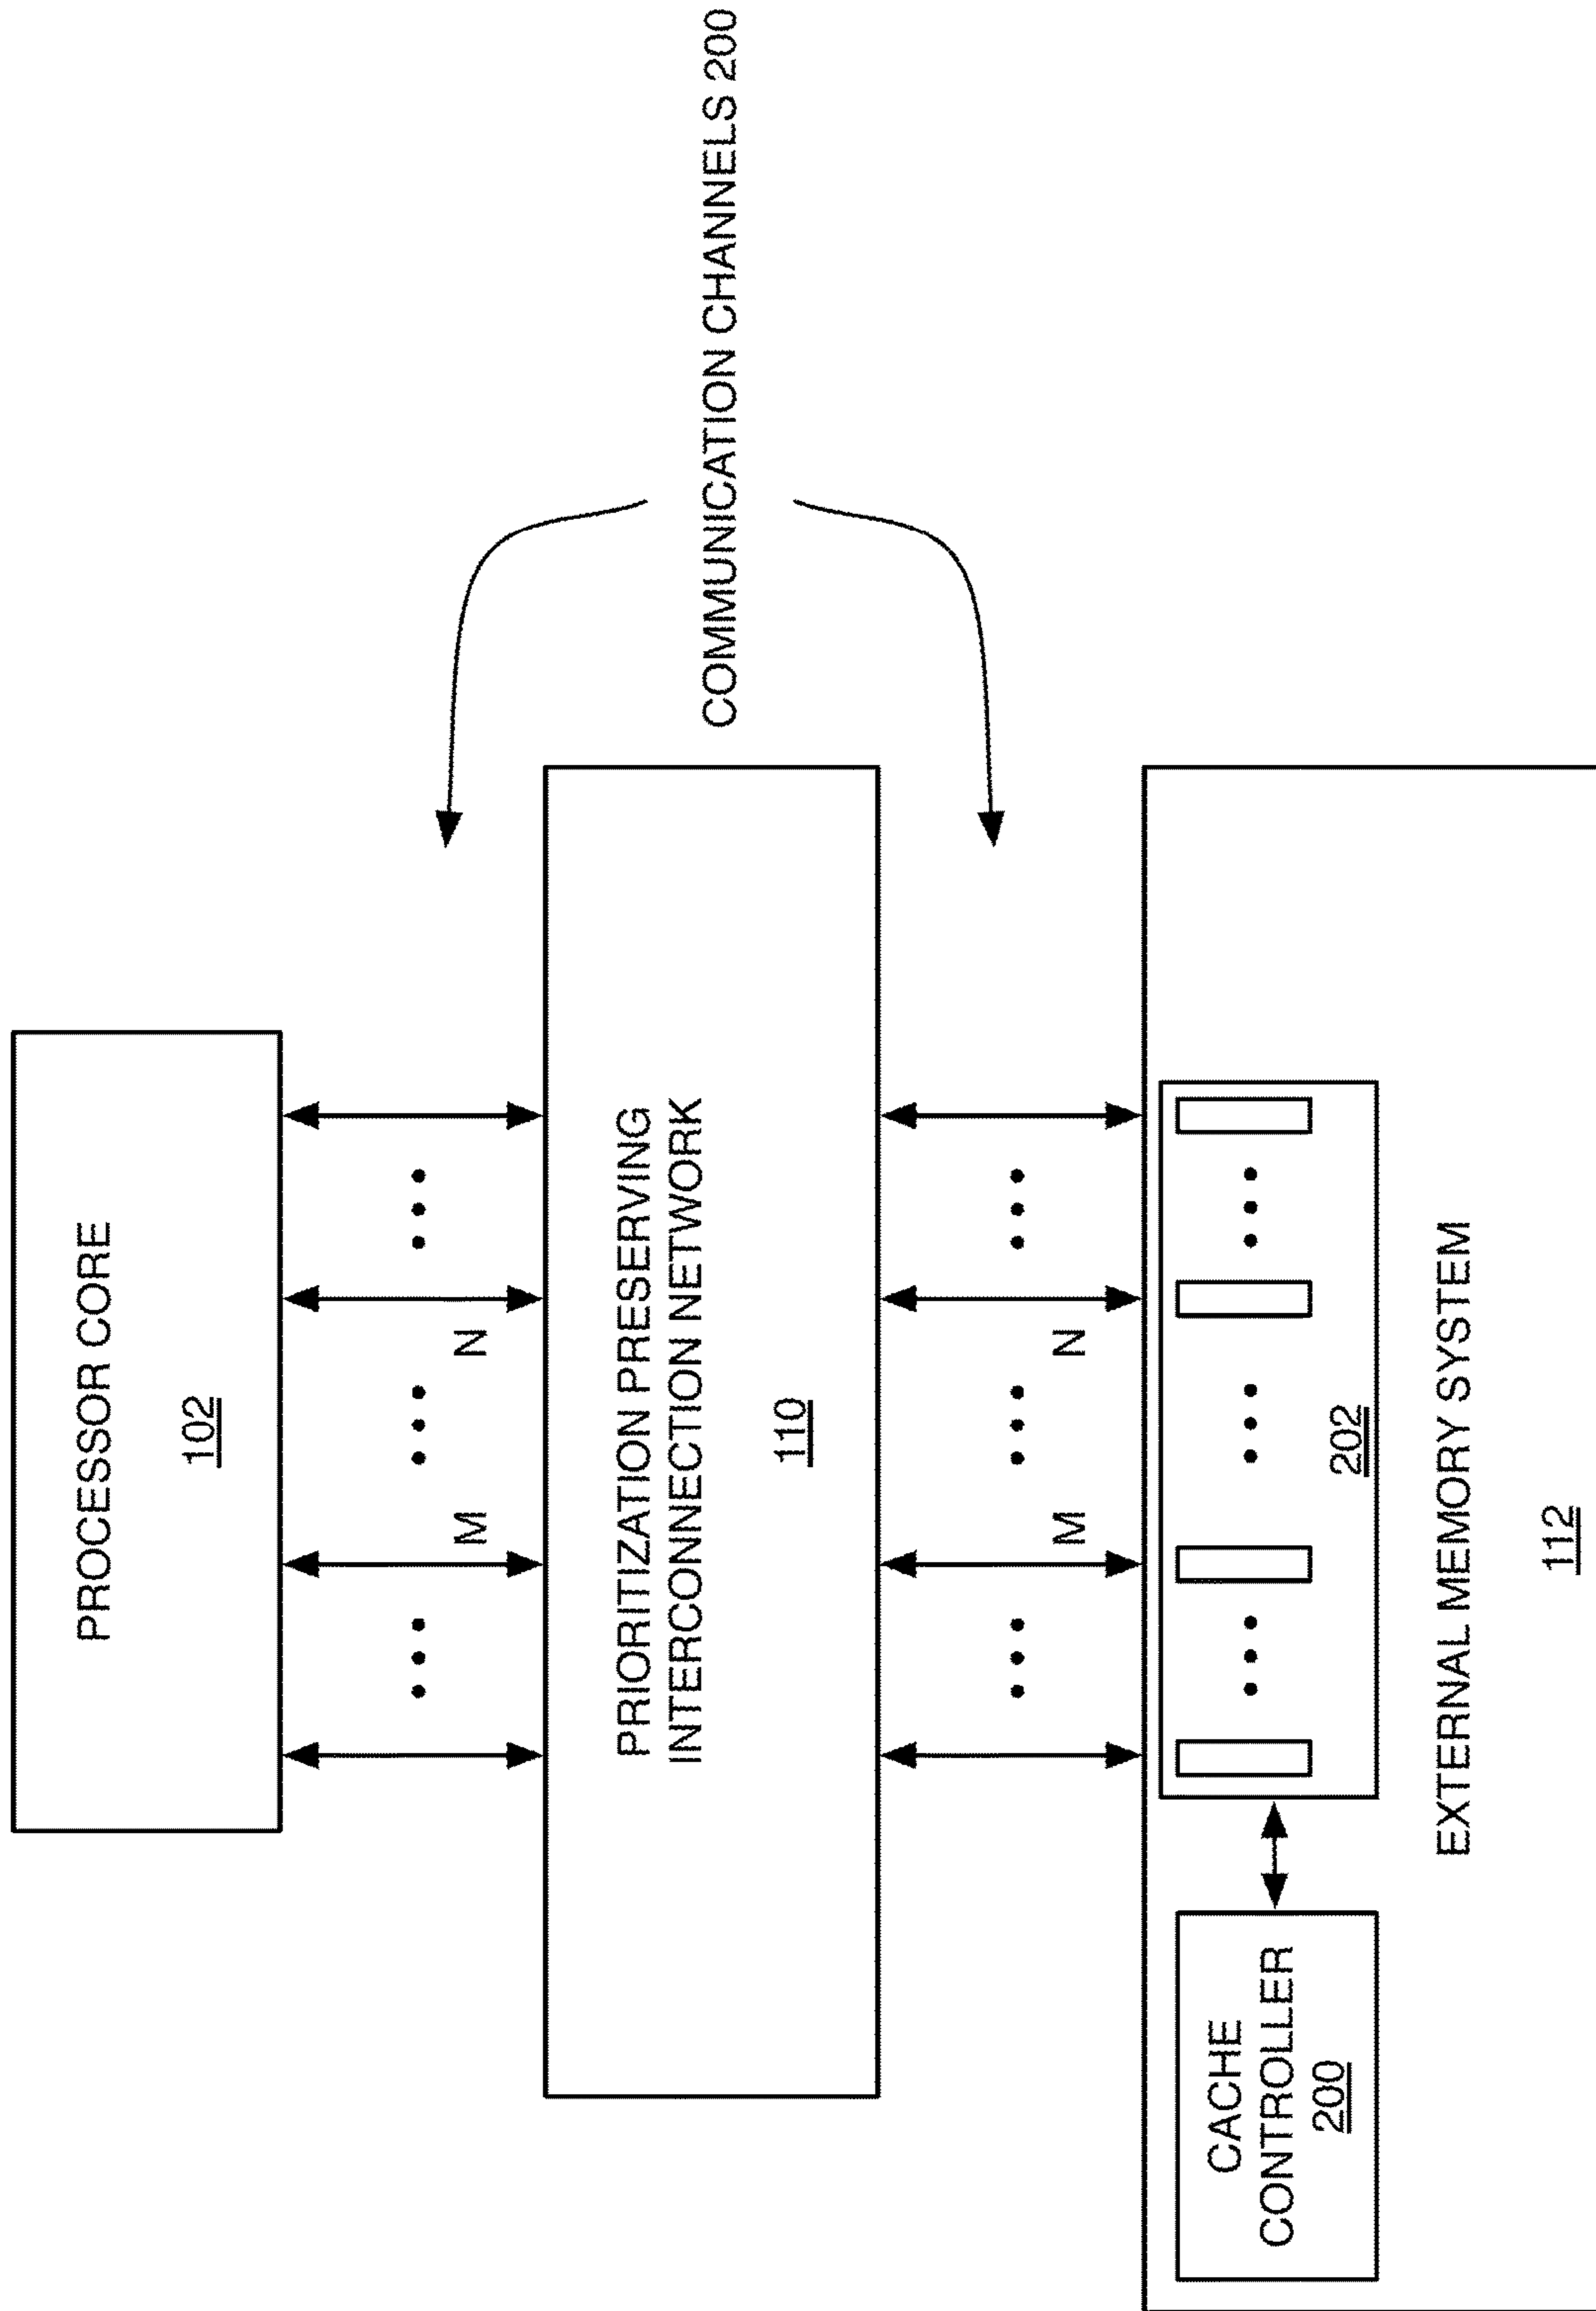 PROCESSOR CORE
102
M
N
COMMUNICATION CHANNELS 200
PRIORITIZATION PRESERVING
INTERCONNECTION NETWORK
110
M
N
CACHE
CONTROLLER
200
202
EXTERNAL MEMORY SYSTEM
112